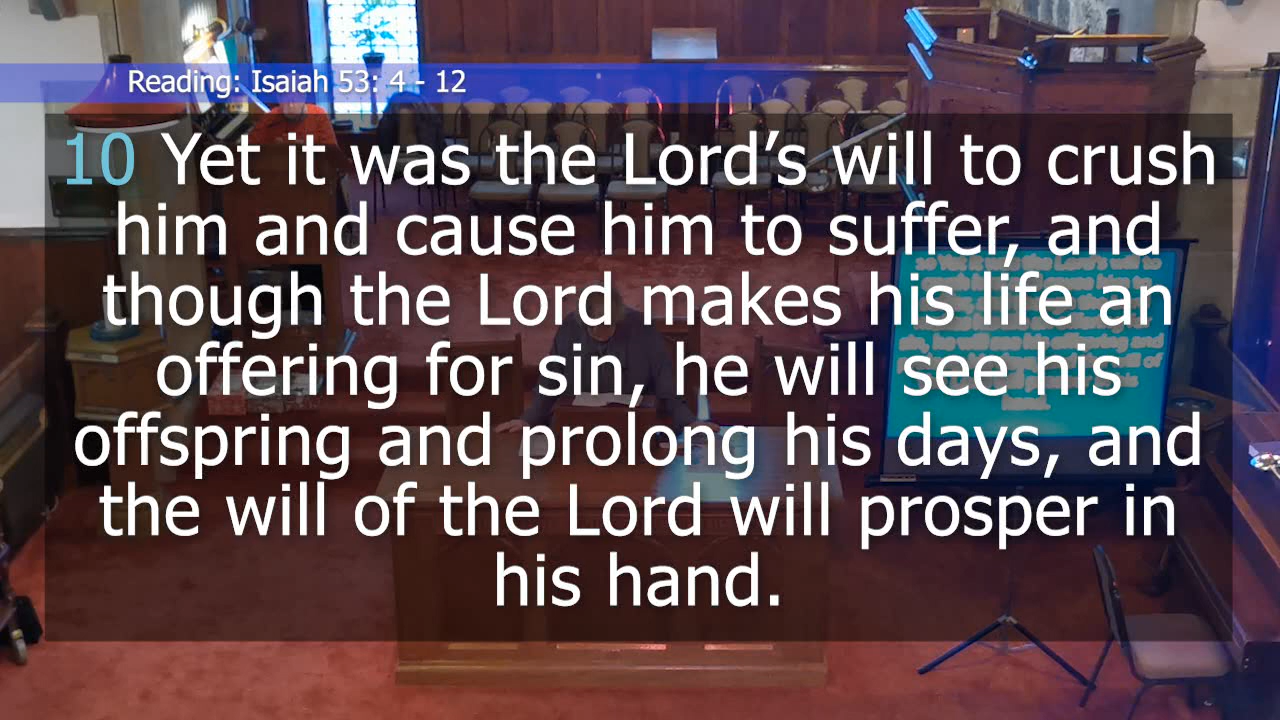 Reading: Isaiah 53: 4 - 12
10 Yet it was the Lord’s will to crush
him and cause him to suffer, and
though the Lord makes his life an
offering for sin, he will see his
offspring and prolong his days, and
the will of the Lord will prosper in
his hand.